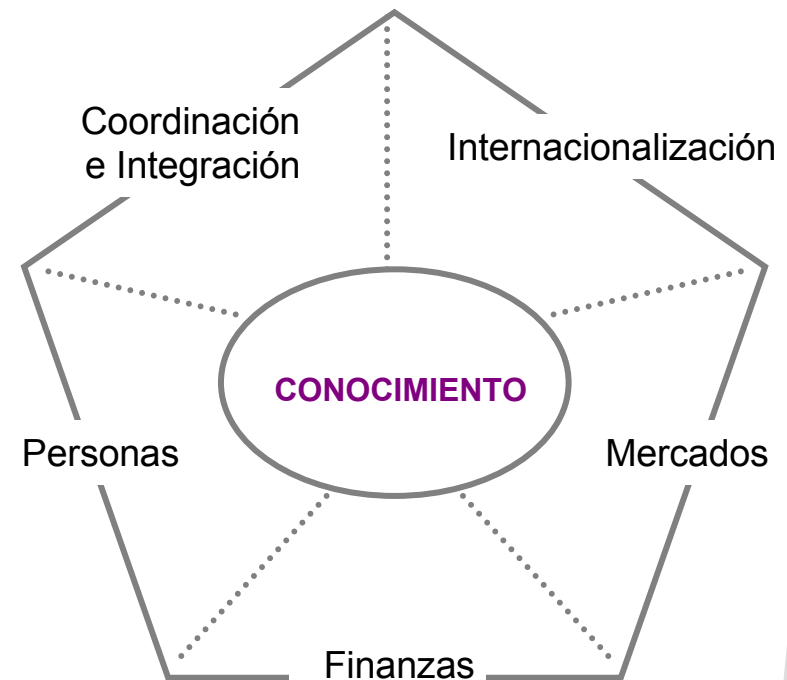 Coordinación
e Integración
Internacionalización
CONOCIMIENTO
Personas
Mercados
Finanzas